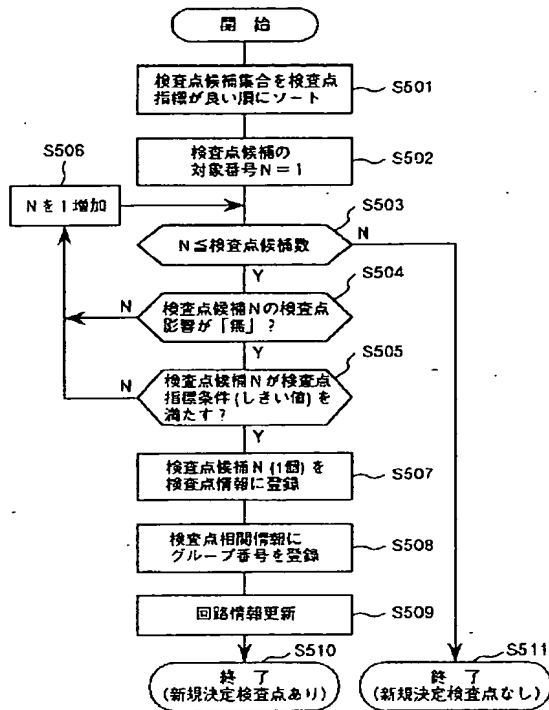 開 始
検査点候補集合を検査点
指標が良い順にソート
S501
S506
検査点候補の
対象番号N=1
S502
Nを1増加
S503
N≦検査点候補数
N
Y
S504
N
検査点候補Nの検査点
影響が「無」?
Y
S505
N
検査点候補Nが検査点
指標条件(しきい値)を
満たす?
Y
検査点候補N(1個)を
検査点情報に登録
S507
検査点相関情報に
グループ番号を登録
S508
回路情報更新
S509
S510
S511
終 了
(新規決定検査点あり)
終 了
(新規決定検査点なし)